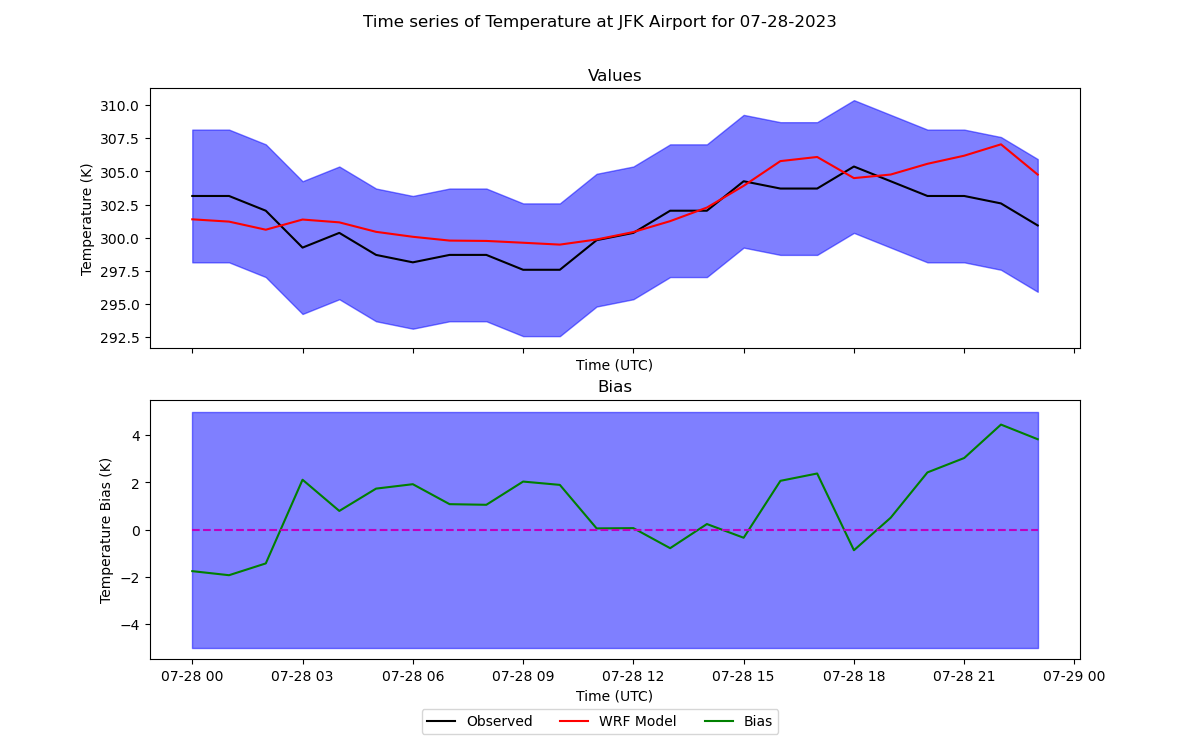 Time series of Temperature at JFK Airport for 07-28-2023
Values
310.0
307.5
305.0
302.5
300.0
297.5
295.0
292.5
Temperature (K)
Time (UTC)
Bias
4
2
0
−2
−4
Temperature Bias (K)
07-28 00 07-28 03 07-28 06 07-28 09 07-28 12 07-28 15 07-28 18 07-28 21 07-29 00
Time (UTC)
Observed WRF Model Bias